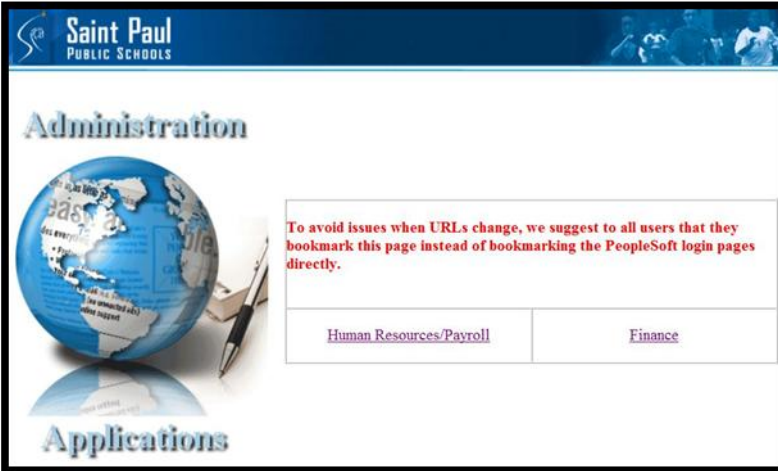 Saint Paul
PUBLIC SCHOOLS
Administration
To avoid issues when URLs change, we suggest to all users that they
bookmark this page instead of bookmarking the PeopleSoft login pages
directly.
Human Resources/Payroll
Finance
Applications